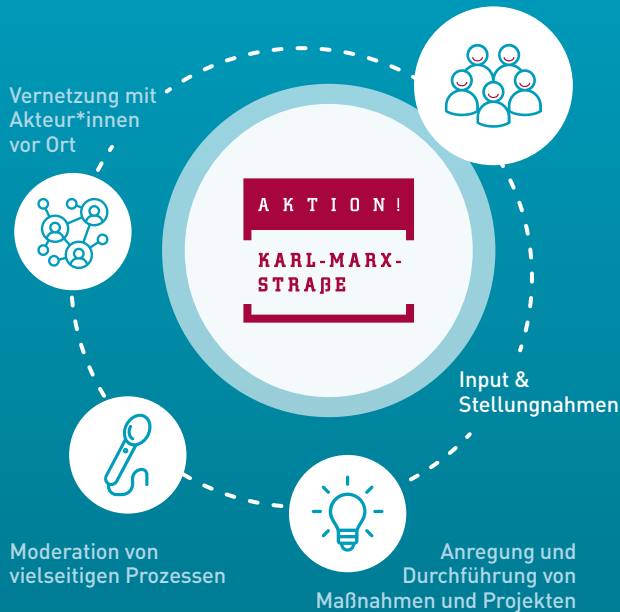 Vernetzung mit
Akteur*innen
vor Ort
AKTION!
KARL-MARX-
STRAßE
Input &
Stellungnahmen
Moderation von
vielseitigen Prozessen
Anregung und
Durchführung von
Maßnahmen und Projekten